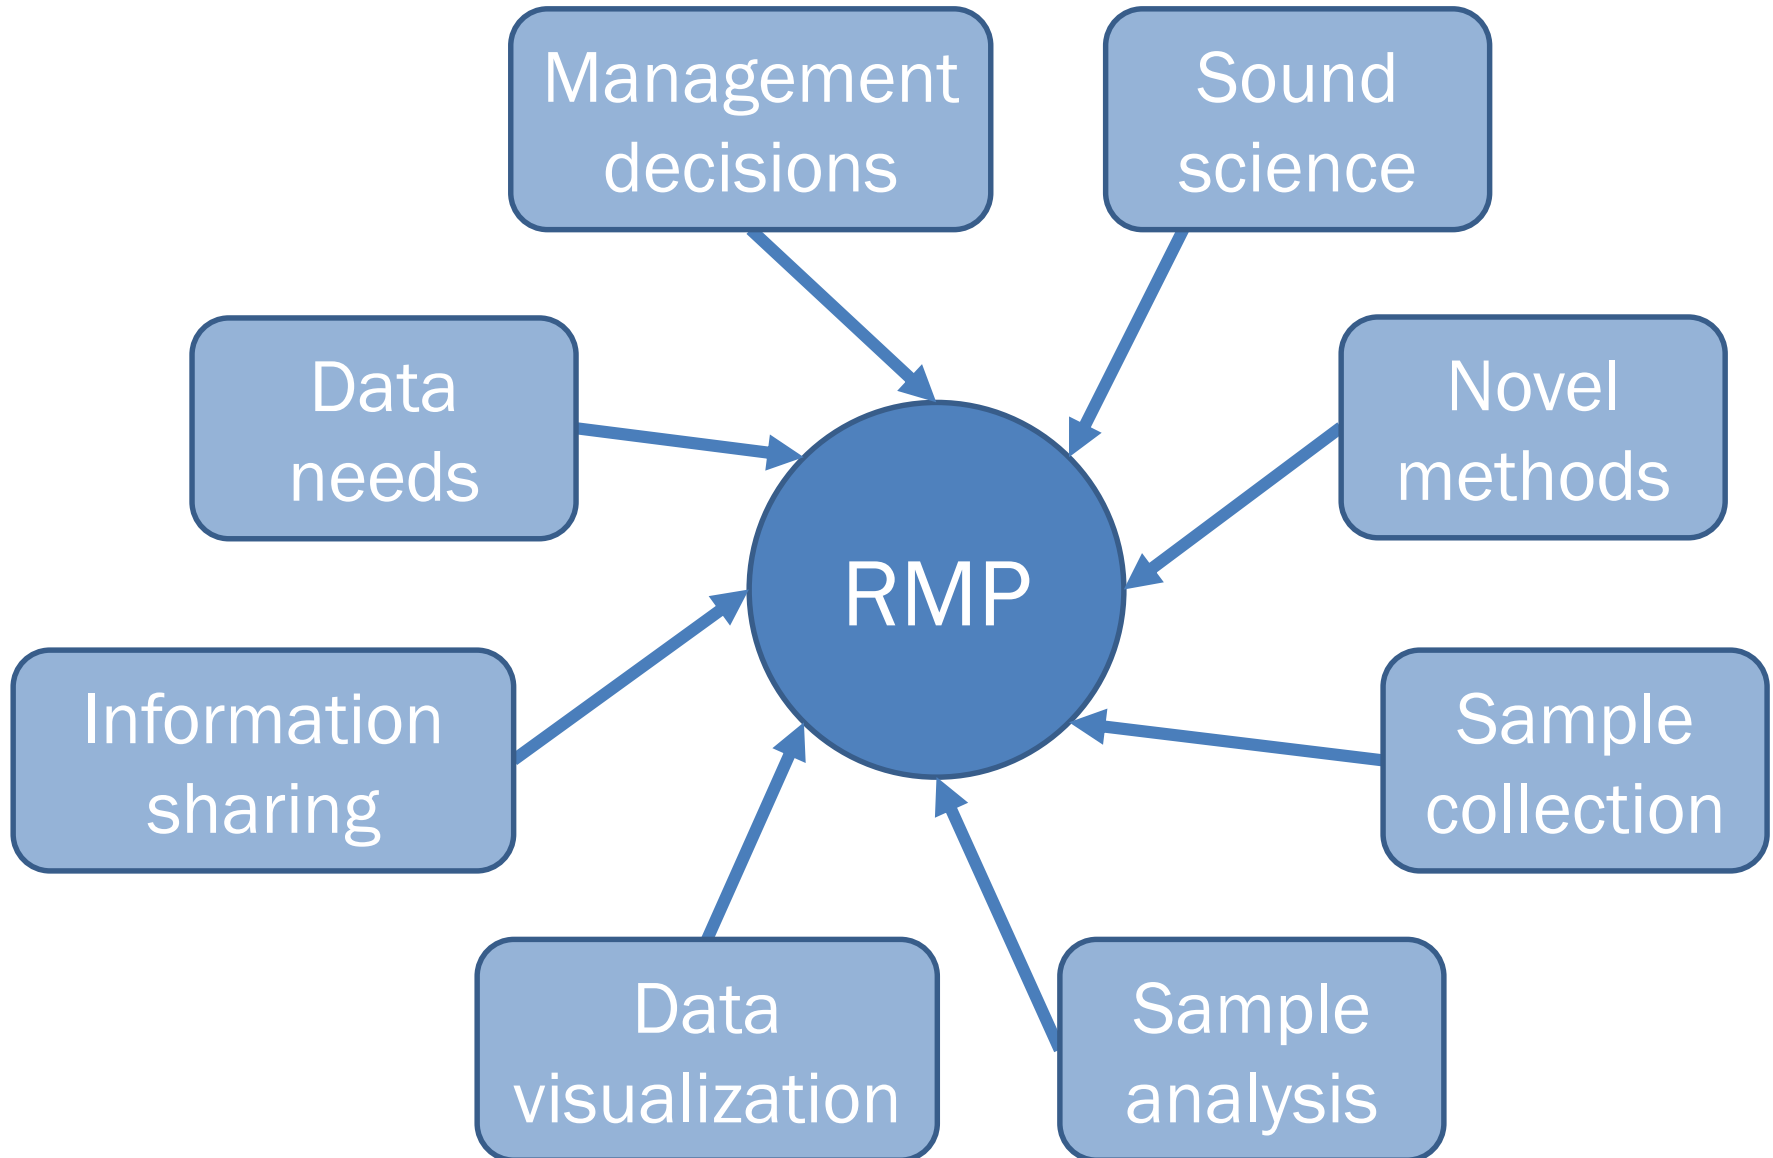 Management
decisions
Sound
science
Data
needs
Novel
methods
RMP
Information
sharing
Sample
collection
Data
visualization
Sample
analysis